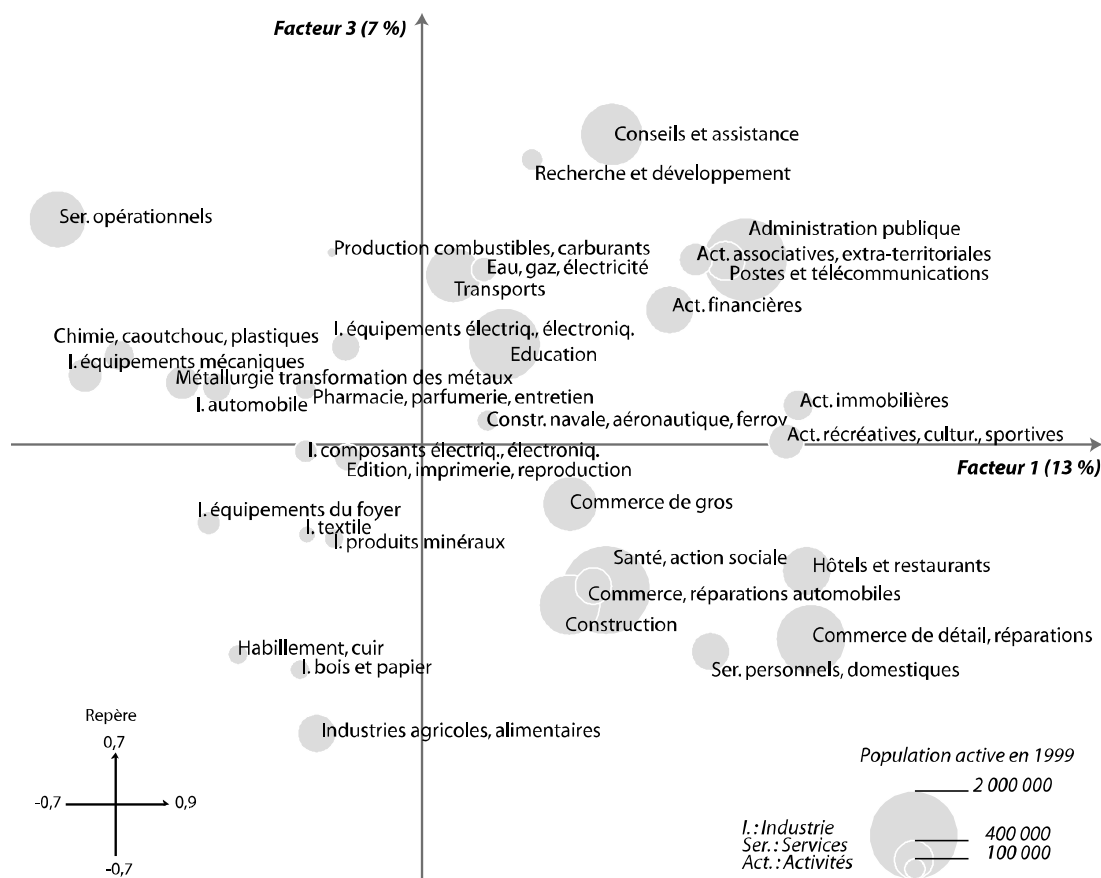 Facteur 3 (7 %)
Conseils et assistance
Recherche et développement
Ser. opérationnels
Administration publique
Production combustibles, carburants
Act. associatives, extra-territoriales
Eau, gaz, électricité
Postes et télécommunications
Transports
Act. financières
I. équipements électriq., électroniq.
Chimie, caoutchouc, plastiques
Education
I. équipements mécaniques
Métallurgie transformation des métaux
Pharmacie, parfumerie, entretien
I. automobile
Act. immobilières
Constr. navale, aéronautique, ferrov
Act. récréatives, cultur., sportives
I. composants électriq., électroniq.
Edition, imprimerie, reproduction
Facteur 1 (13 %)
Commerce de gros
I. équipements du foyer
I. textile
I. produits minéraux
Santé, action sociale
Hôtels et restaurants
Commerce, réparations automobiles
Construction
Commerce de détail, réparations
Habillement, cuir
I. bois et papier
Ser. personnels, domestiques
Industries agricoles, alimentaires
Repère
0,7
-0,7
0,9
-0,7
Population active en 1999
2 000 000
400 000
100 000
I. : Industrie
Ser. : Services
Act. : Activités